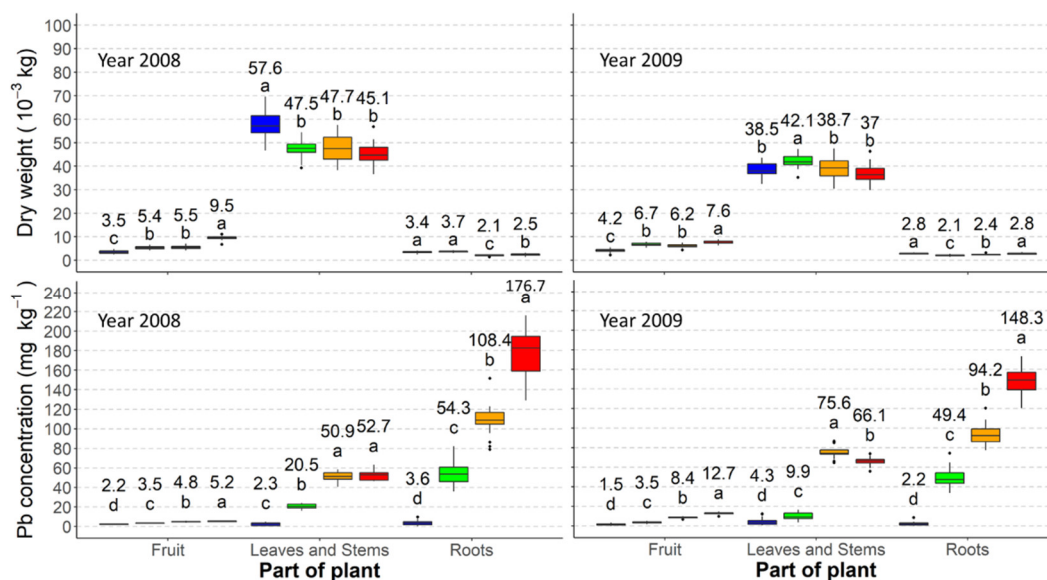 Dry weight (10⁻³ kg)
100
90
80
70
60
50
40
30
20
10
0
Year 2008
3.5 5.4 5.5 9.5
c b b a
57.6 47.5 47.7 45.1
a b b b
3.4 3.7 2.1 2.5
a a c b
Year 2009
4.2 6.7 6.2 7.6
c b b a
38.5 42.1 38.7 37
b a b b
2.8 2.1 2.4 2.8
a c b a
Pb concentration (mg kg⁻¹)
240
220
200
180
160
140
120
100
80
60
40
20
0
Year 2008
2.2 3.5 4.8 5.2
d c b a
2.3 20.5 50.9 52.7
c b a a
3.6 54.3 108.4 176.7
d c b a
Fruit Leaves and Stems Roots
Part of plant
Year 2009
1.5 3.5 8.4 12.7
d c b a
4.3 9.9 75.6 66.1
d c a b
2.2 49.4 94.2 148.3
d c b a
Fruit Leaves and Stems Roots
Part of plant